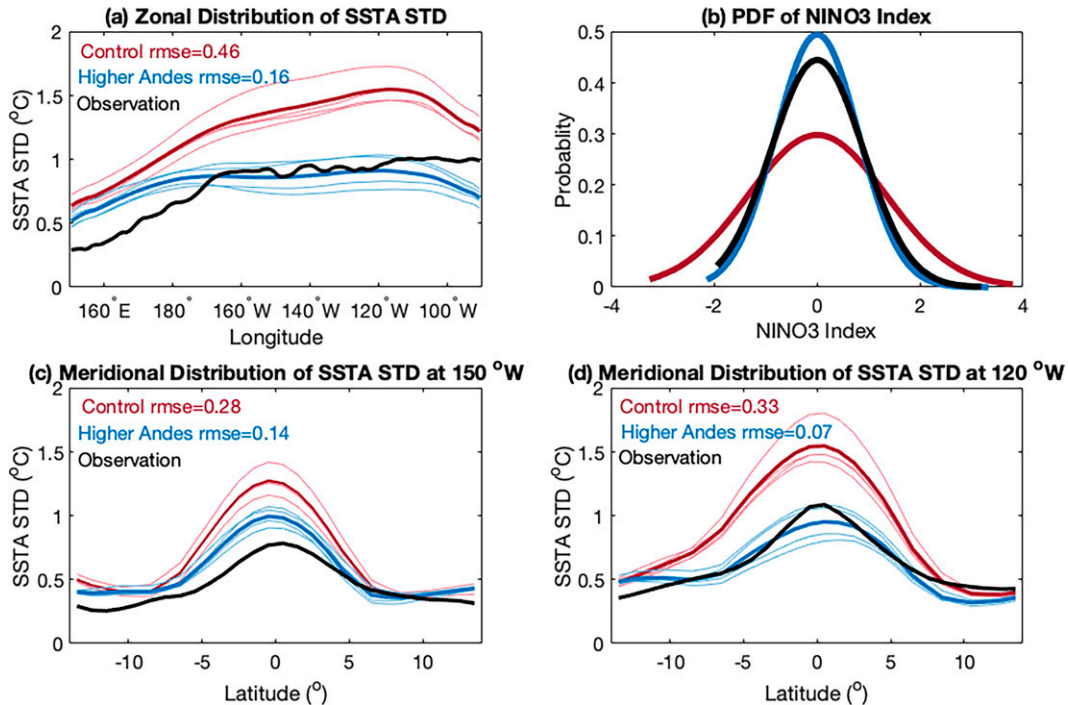 (a) Zonal Distribution of SSTA STD
2
1.5
1
0.5
0
SSTA STD (°C)
Control rmse=0.46
Higher Andes rmse=0.16
Observation
160°E 180° 160°W 140°W 120°W 100°W
Longitude
(b) PDF of NINO3 Index
0.5
0.4
0.3
0.2
0.1
0
Probablity
-4 -2 0 2 4
NINO3 Index
(c) Meridional Distribution of SSTA STD at 150 °W
2
1.5
1
0.5
0
SSTA STD (°C)
Control rmse=0.28
Higher Andes rmse=0.14
Observation
-10 -5 0 5 10
Latitude (°)
(d) Meridional Distribution of SSTA STD at 120 °W
2
1.5
1
0.5
0
SSTA STD (°C)
Control rmse=0.33
Higher Andes rmse=0.07
Observation
-10 -5 0 5 10
Latitude (°)